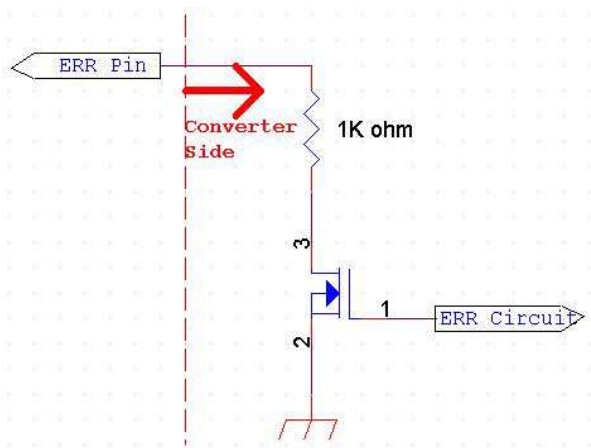 ERR Pin
Converter
Side
1K ohm
3
1
ERR Circuit
2